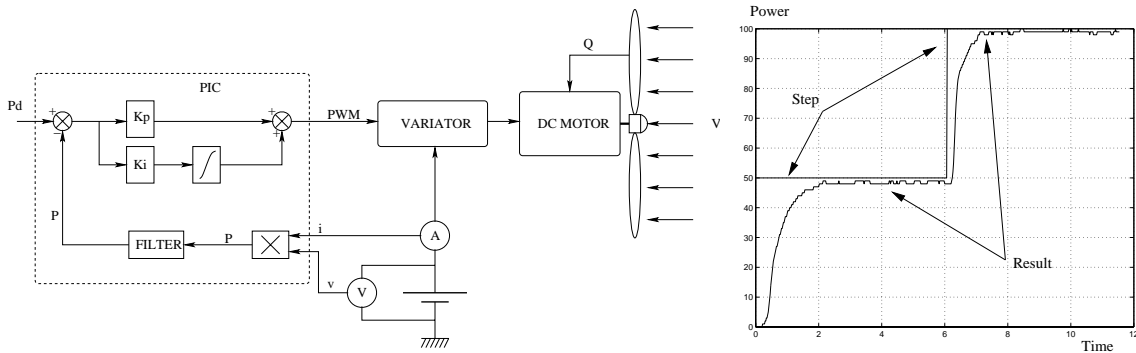 PIC
Pd
+
−
Kp
Ki
+
+
PWM
VARIATOR
DC MOTOR
Q
V
P
FILTER
P
i
v
A
V
Power
100
90
80
70
60
50
40
30
20
10
0
0 2 4 6 8 10 12
Step
Result
Time